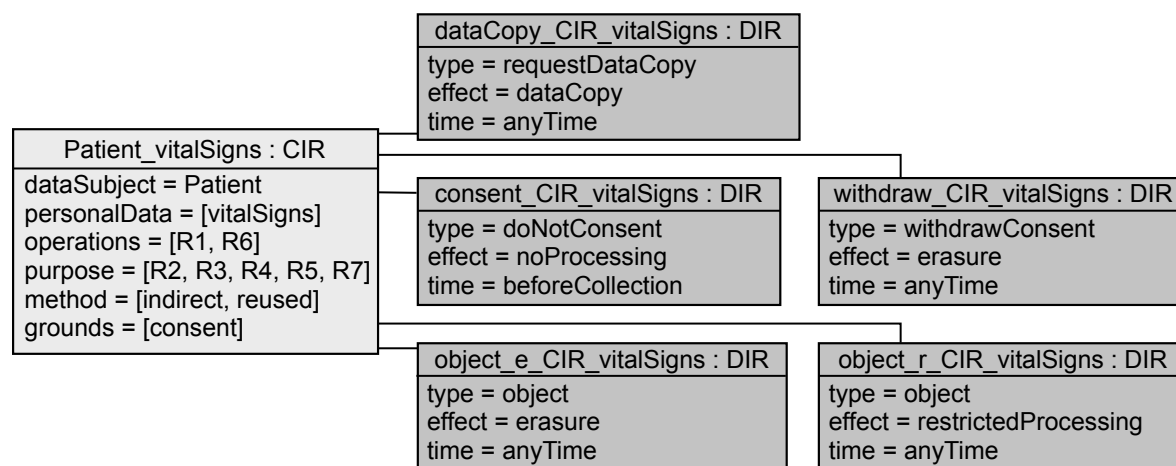 dataCopy_CIR_vitalSigns : DIR
type = requestDataCopy
effect = dataCopy
time = anyTime
Patient_vitalSigns : CIR
dataSubject = Patient
personalData = [vitalSigns]
operations = [R1, R6]
purpose = [R2, R3, R4, R5, R7]
method = [indirect, reused]
grounds = [consent]
consent_CIR_vitalSigns : DIR
type = doNotConsent
effect = noProcessing
time = beforeCollection
withdraw_CIR_vitalSigns : DIR
type = withdrawConsent
effect = erasure
time = anyTime
object_e_CIR_vitalSigns : DIR
type = object
effect = erasure
time = anyTime
object_r_CIR_vitalSigns : DIR
type = object
effect = restrictedProcessing
time = anyTime